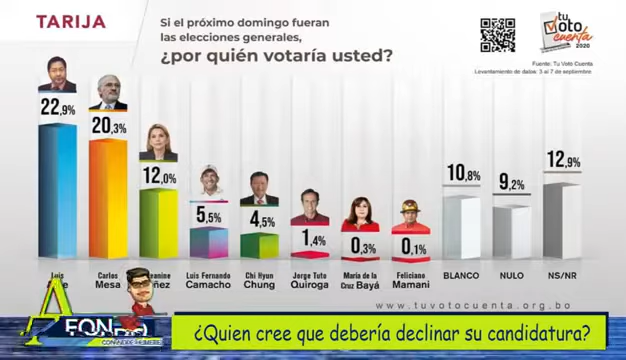 TARIJA
Si el próximo domingo fueran
las elecciones generales,
¿por quién votaría usted?
tu
Voto
cuenta
2020
Fuente: Tu Voto Cuenta
Levantamiento de datos: 3 al 7 de septiembre
22,9%
20,3%
12,0%
5,5%
4,5%
1,4%
0,3%
0,1%
10,8%
9,2%
12,9%
Carlos
Mesa
Luis Fernando
Camacho
Chi Hyun
Chung
Jorge Tuto
Quiroga
María de la
Cruz Bayá
Feliciano
Mamani
BLANCO
NULO
NS/NR
www.tuvotocuenta.org.bo
A
FONDO
¿Quien cree que debería declinar su candidatura?